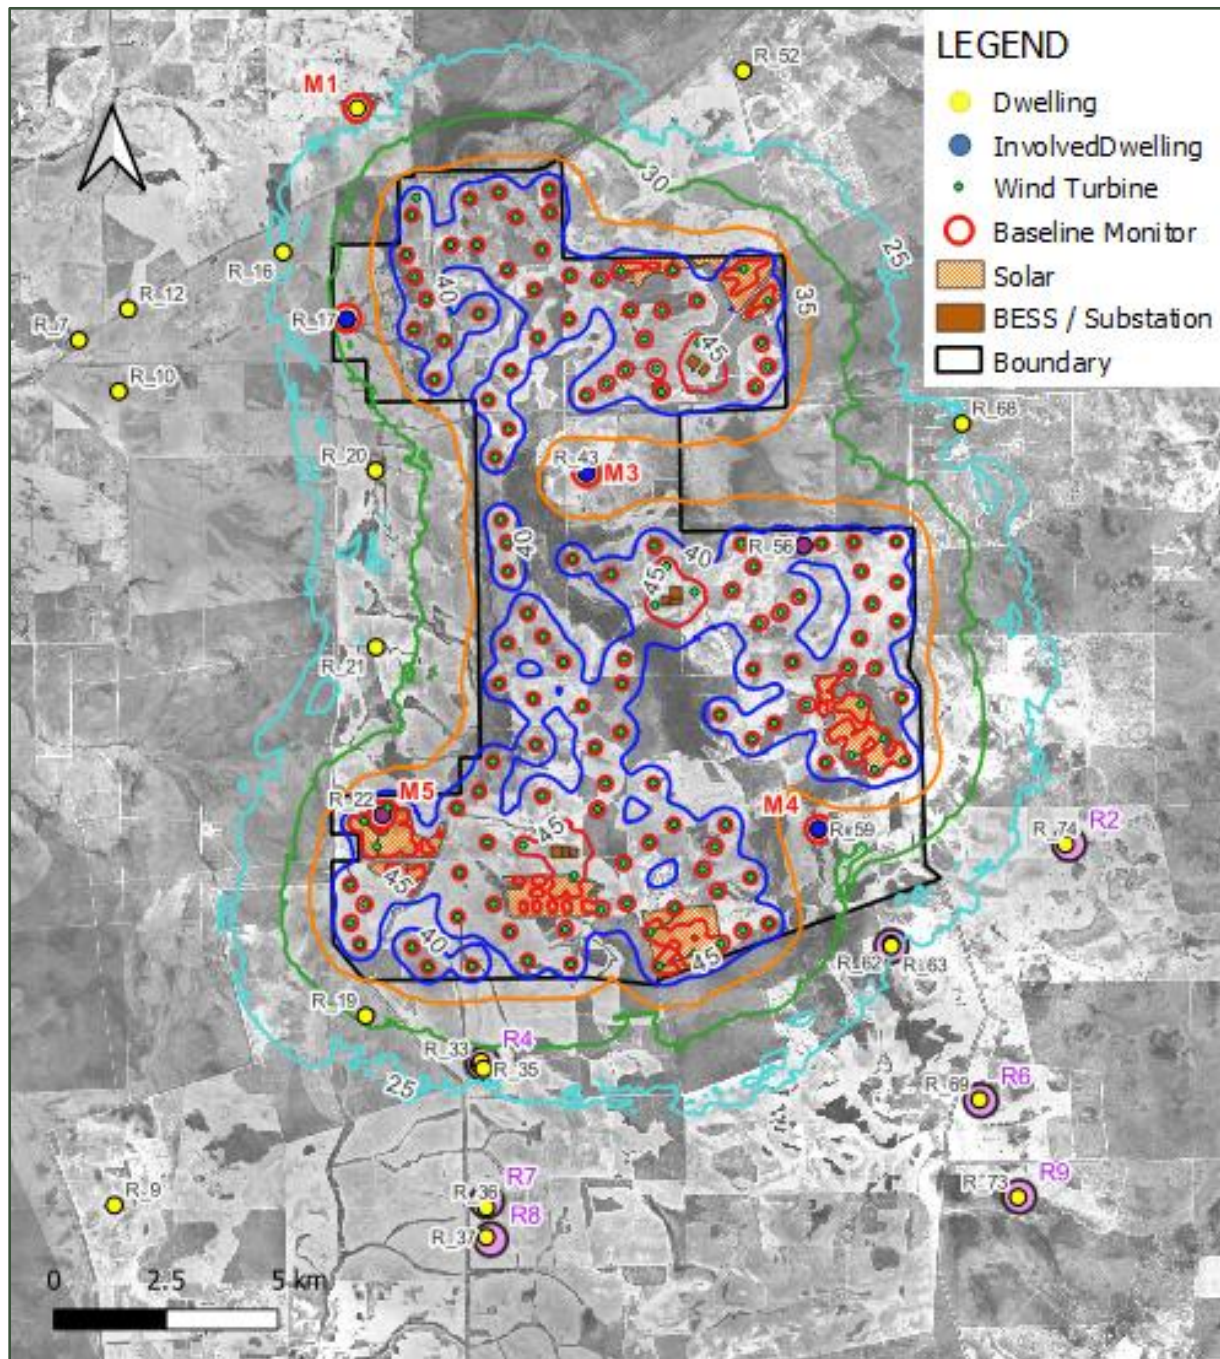 LEGEND
Dwelling
InvolvedDwelling
Wind Turbine
Baseline Monitor
Solar
BESS / Substation
Boundary
R_52
M1
30
25
R_16
R_12
R_7
R_10
R_17
40
35
45
R_68
R_20
R_43
M3
40
R_56
40
45
R_21
R_22
M5
M4
R_59
45
R_74
R2
45
40
45
R_62
R_63
R_19
R_33
R4
R_35
25
R_69
R6
R_9
R7
R_36
R8
R_37
R9
R_73
0
2.5
5 km